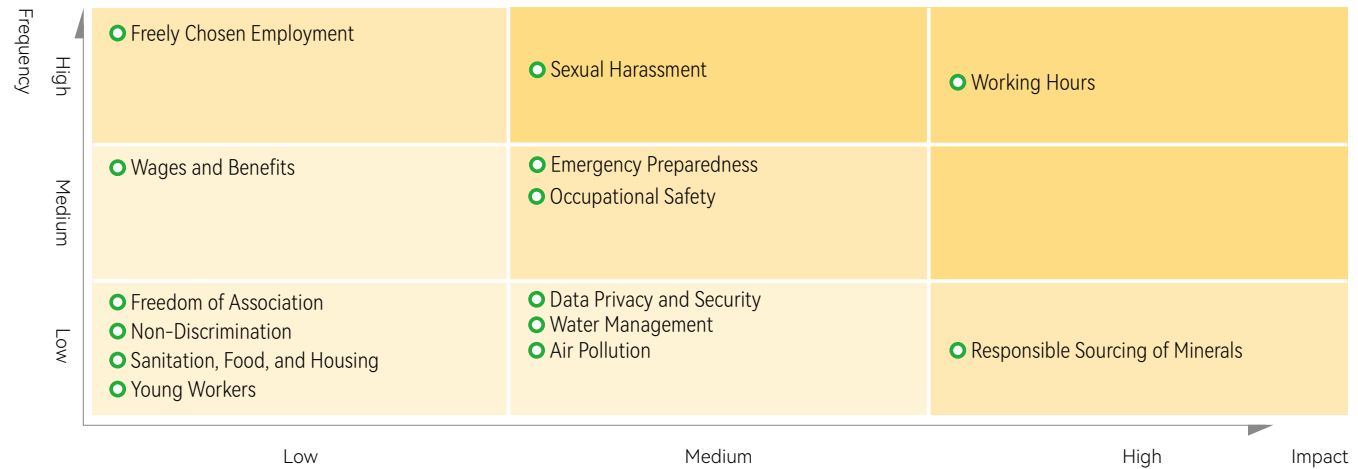 Frequency
High
Freely Chosen Employment
Sexual Harassment
Working Hours
Medium
Wages and Benefits
Emergency Preparedness
Occupational Safety
Low
Freedom of Association
Non-Discrimination
Sanitation, Food, and Housing
Young Workers
Data Privacy and Security
Water Management
Air Pollution
Responsible Sourcing of Minerals
Low
Medium
High
Impact